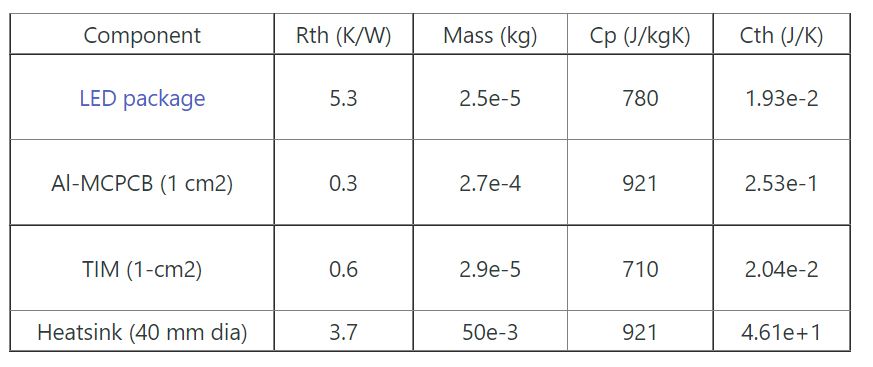 Component Rth (K/W) Mass (kg) Cp (J/kgK) Cth (J/K)
LED package 5.3 2.5e-5 780 1.93e-2
Al-MCPCB (1 cm2) 0.3 2.7e-4 921 2.53e-1
TIM (1-cm2) 0.6 2.9e-5 710 2.04e-2
Heatsink (40 mm dia) 3.7 50e-3 921 4.61e+1